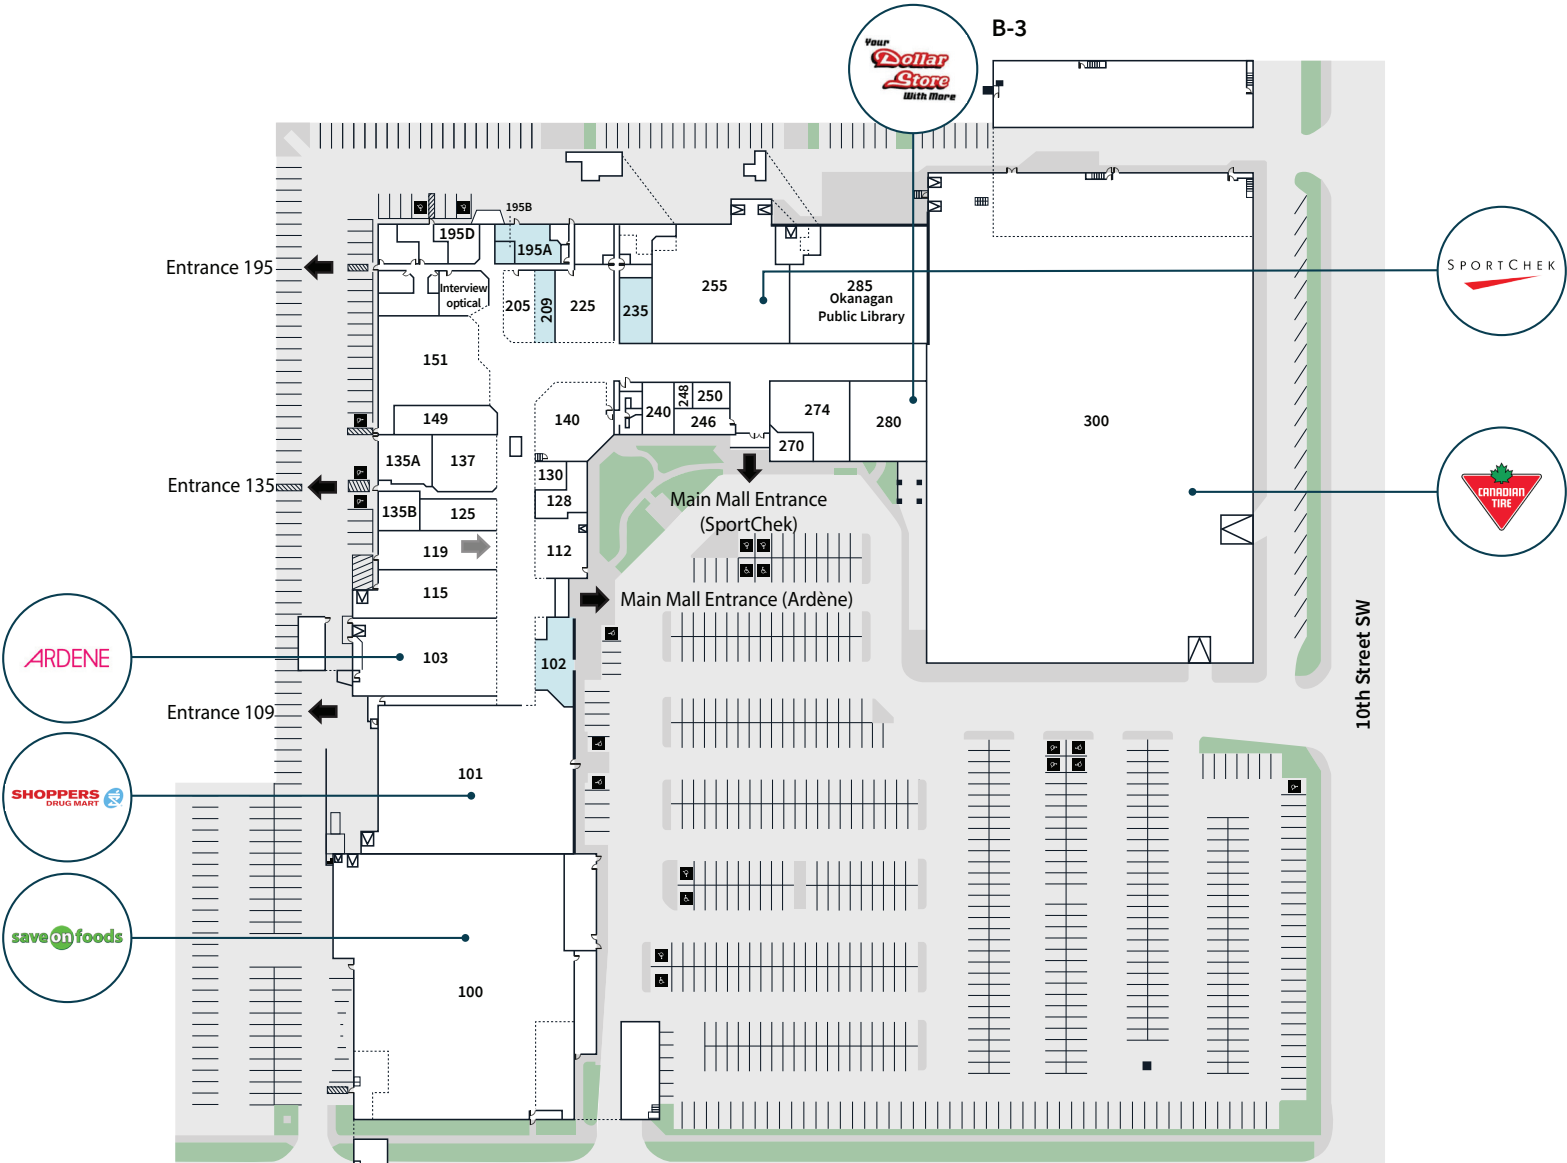 B-3
Your
Dollar
Store
With More
195B
195D
195A
Entrance 195
Interview
optical
205
209
225
235
255
285
Okanagan
Public Library
SPORTCHEK
151
149
140
240
248
250
246
274
270
280
300
135A
137
130
128
Entrance 135
135B
125
Main Mall Entrance
(SportChek)
CANADIAN
TIRE
119
112
115
Main Mall Entrance (Ardène)
ARDENE
103
102
10th Street SW
Entrance 109
101
SHOPPERS
DRUG MART
save on foods
100